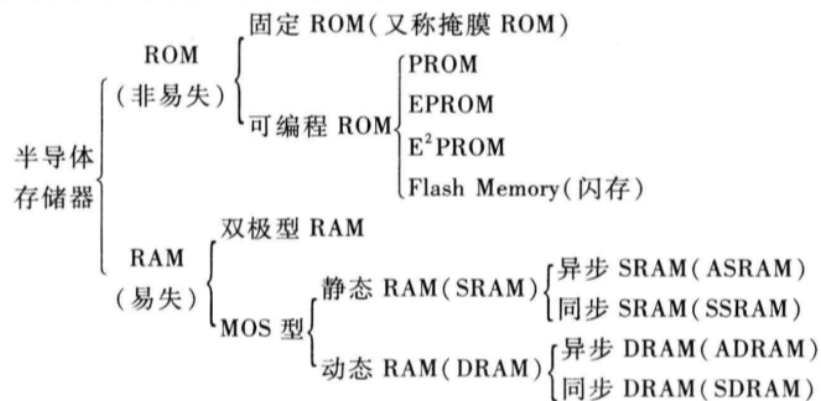 半导体
存储器
ROM
(非易失)
固定 ROM(又称掩膜 ROM)
可编程 ROM
PROM
EPROM
E²PROM
Flash Memory(闪存)
RAM
(易失)
双极型 RAM
MOS 型
静态 RAM(SRAM)
异步 SRAM(ASRAM)
同步 SRAM(SSRAM)
动态 RAM(DRAM)
异步 DRAM(ADRAM)
同步 DRAM(SDRAM)